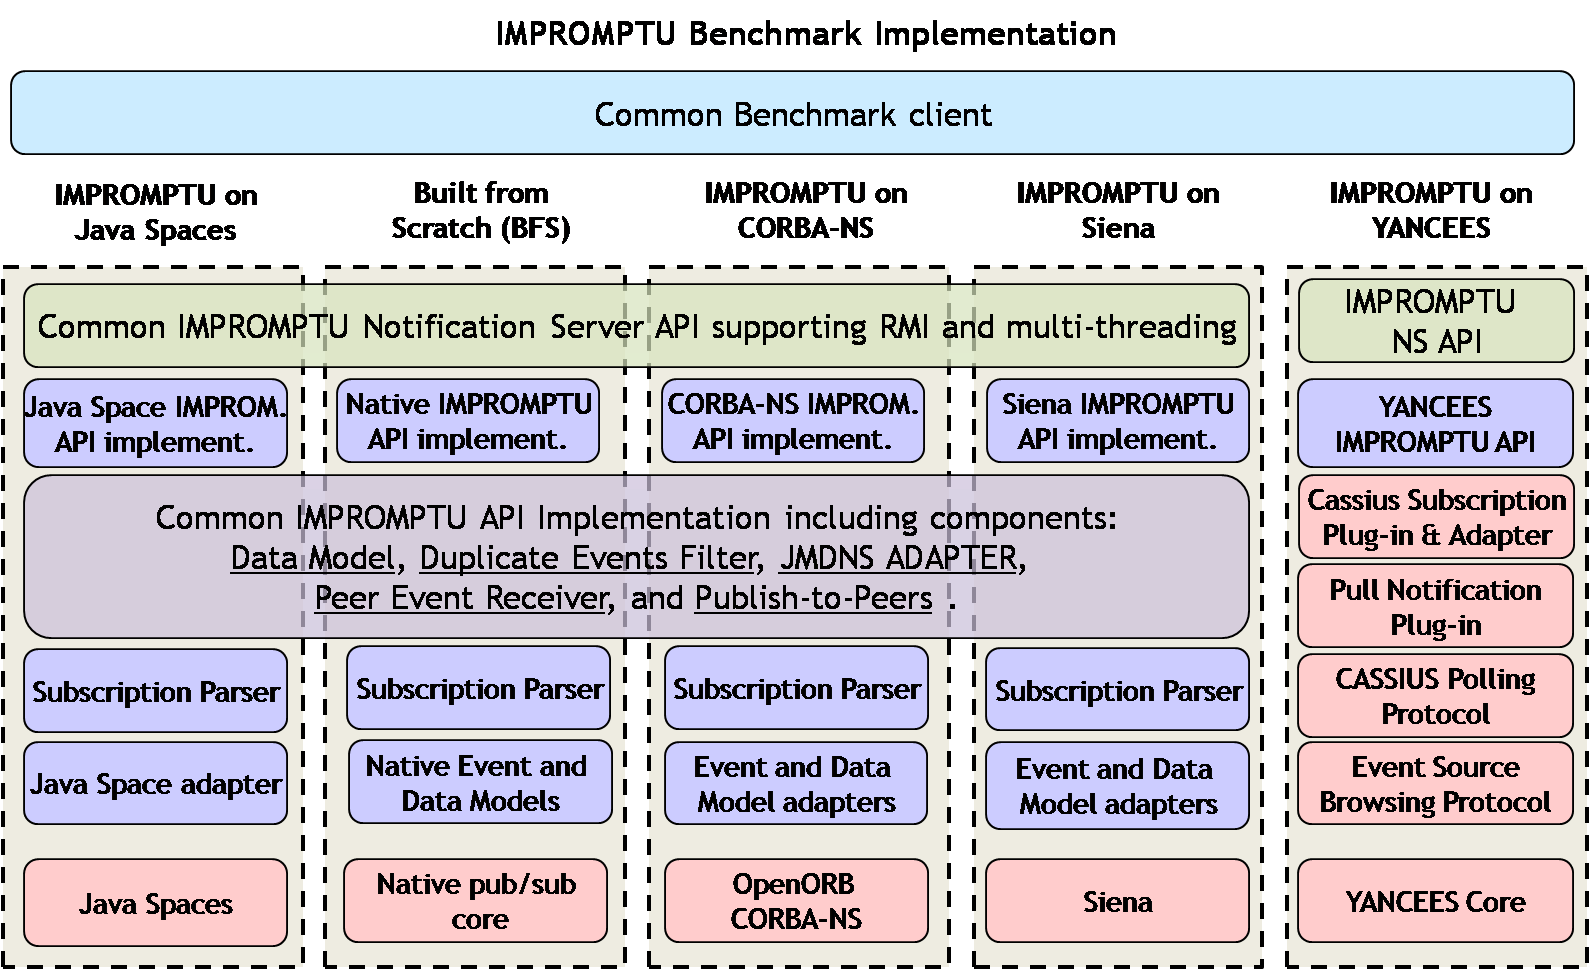 IMPROMPTU Benchmark Implementation
Common Benchmark client
IMPROMPTU on
Java Spaces
Built from
Scratch (BFS)
IMPROMPTU on
CORBA-NS
IMPROMPTU on
Siena
IMPROMPTU on
YANCEES
Common IMPROMPTU Notification Server API supporting RMI and multi-threading
IMPROMPTU
NS API
Java Space IMPROM.
API implement.
Native IMPROMPTU
API implement.
CORBA-NS IMPROM.
API implement.
Siena IMPROMPTU
API implement.
YANCEES
IMPROMPTU API
Common IMPROMPTU API Implementation including components:
Data Model, Duplicate Events Filter, JMDNS ADAPTER,
Peer Event Receiver, and Publish-to-Peers .
Cassius Subscription
Plug-in & Adapter
Pull Notification
Plug-in
Subscription Parser
Subscription Parser
Subscription Parser
Subscription Parser
CASSIUS Polling
Protocol
Java Space adapter
Native Event and
Data Models
Event and Data
Model adapters
Event and Data
Model adapters
Event Source
Browsing Protocol
Java Spaces
Native pub/sub
core
OpenORB
CORBA-NS
Siena
YANCEES Core